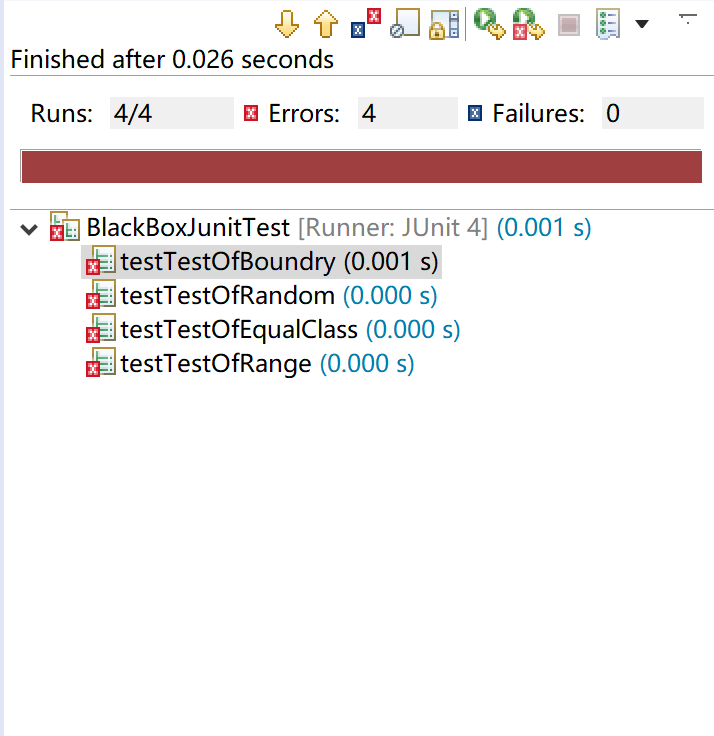 Finished after 0.026 seconds
Runs: 4/4 Errors: 4 Failures: 0
BlackBoxJunitTest [Runner: JUnit 4] (0.001 s)
testTestOfBoundry (0.001 s)
testTestOfRandom (0.000 s)
testTestOfEqualClass (0.000 s)
testTestOfRange (0.000 s)